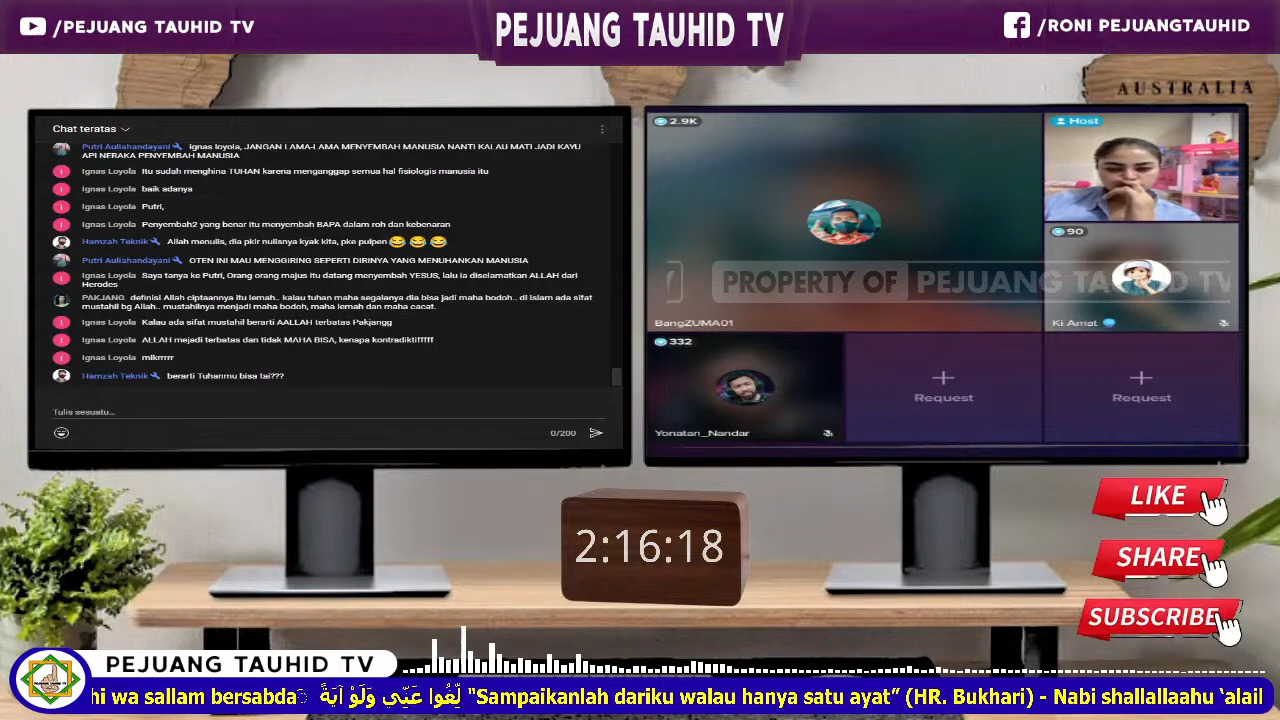 /PEJUANG TAUHID TV
PEJUANG TAUHID TV
/RONI PEJUANGTAUHID
AUSTRALIA
Chat teratas
Putri Auliahandayani ignas loyola, JANGAN LAMA-LAMA MENYEMBAH MANUSIA NANTI KALAU MATI JADI KAYU
API NERAKA PENYEMBAH MANUSIA
Ignas Loyola Itu sudah menghina TUHAN karena menganggap semua hal fisiologis manusia itu
Ignas Loyola baik adanya
Ignas Loyola Putri,
Ignas Loyola Penyembah2 yang benar itu menyembah BAPA dalam roh dan kebenaran
Hamzah Teknik Allah menulis, dia pkir nulisnya kyak kita, pke pulpen 😂 😂 😂
Putri Auliahandayani OTEN INI MAU MENGGIRING SEPERTI DIRINYA YANG MENUHANKAN MANUSIA
Ignas Loyola Saya tanya ke Putri, Orang orang majus itu datang menyembah YESUS, lalu ia diselamatkan ALLAH dari
Herodes
PAKJANG definisi Allah ciptaannya itu lemah.. kalau tuhan maha segalanya dia bisa jadi maha bodoh.. di islam ada sifat
mustahil bg Allah.. mustahilnya menjadi maha bodoh, maha lemah dan maha cacat.
Ignas Loyola Kalau ada sifat mustahil berarti AALLAH terbatas Pakjangg
Ignas Loyola ALLAH mejadi terbatas dan tidak MAHA BISA, kenapa kontradiktifffff
Ignas Loyola mikrrrrr
Hamzah Teknik berarti Tuhanmu bisa tai???
Tulis sesuatu...
0/200
2.9K
Host
90
PROPERTY OF PEJUANG TAUHID TV
BangZUMA01
Ki Amat
332
Request
Request
Yonatan_Nandar
2:16:18
LIKE
SHARE
SUBSCRIBE
PEJUANG TAUHID TV
hi wa sallam bersabda لِّغُوا عَنِّي وَلَوْ آيَةً "Sampaikanlah dariku walau hanya satu ayat" (HR. Bukhari) - Nabi shallallaahu 'alail